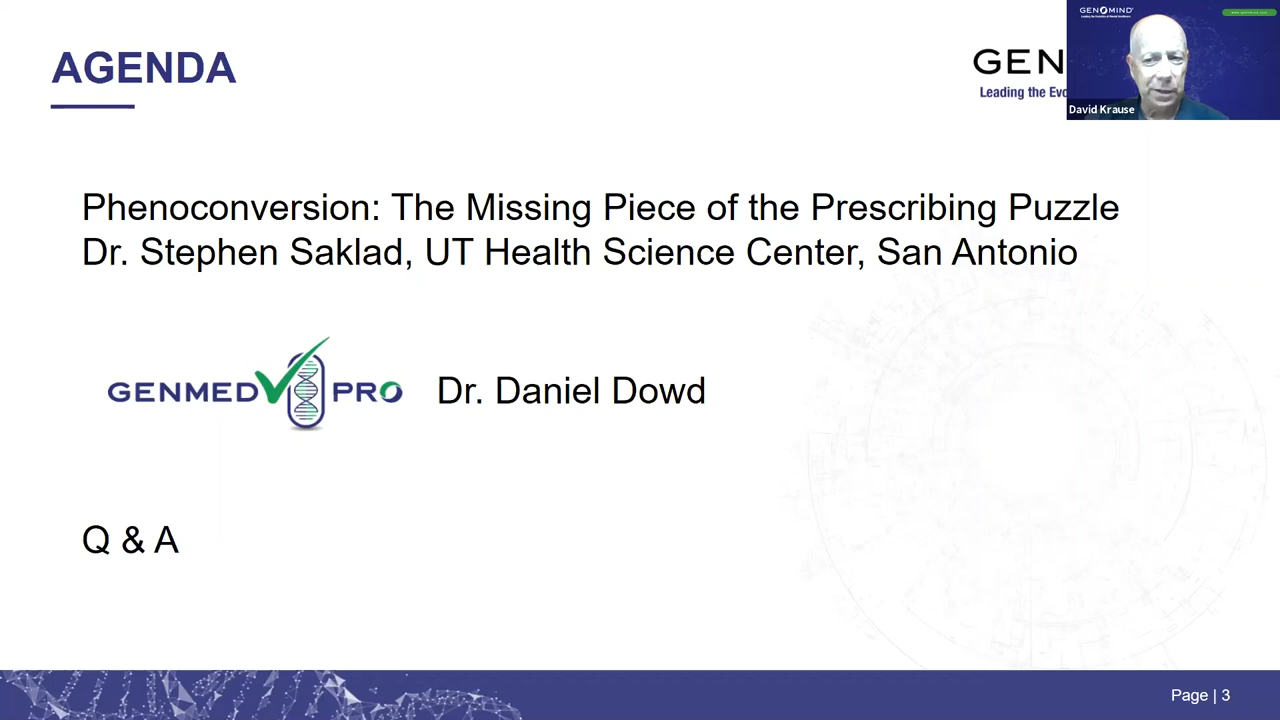 AGENDA
GEN
Leading the Evo
GENOMIND
David Krause
Phenoconversion: The Missing Piece of the Prescribing Puzzle
Dr. Stephen Saklad, UT Health Science Center, San Antonio
GENMED PRO
Dr. Daniel Dowd
Q & A
Page | 3